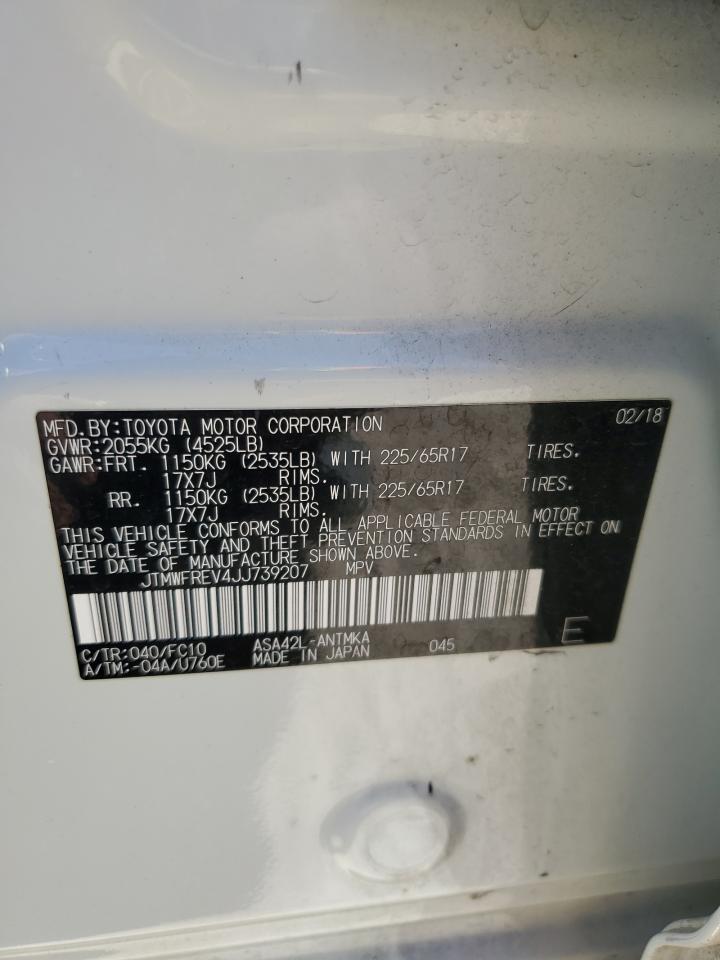 MFD. BY:TOYOTA MOTOR CORPORATION 02/18
GVWR:2055KG (4525LB)
GAWR:FRT. 1150KG (2535LB) WITH 225/65R17 TIRES.
17X7J RIMS.
RR. 1150KG (2535LB) WITH 225/65R17 TIRES.
17X7J RIMS.
THIS VEHICLE CONFORMS TO ALL APPLICABLE FEDERAL MOTOR
VEHICLE SAFETY AND THEFT PREVENTION STANDARDS IN EFFECT ON
THE DATE OF MANUFACTURE SHOWN ABOVE.
JTMWFREV4JJ739207 MPV
C/TR:040/FC10 ASA42L-ANTMKA 045 E
A/TM:-04A/U760E MADE IN JAPAN